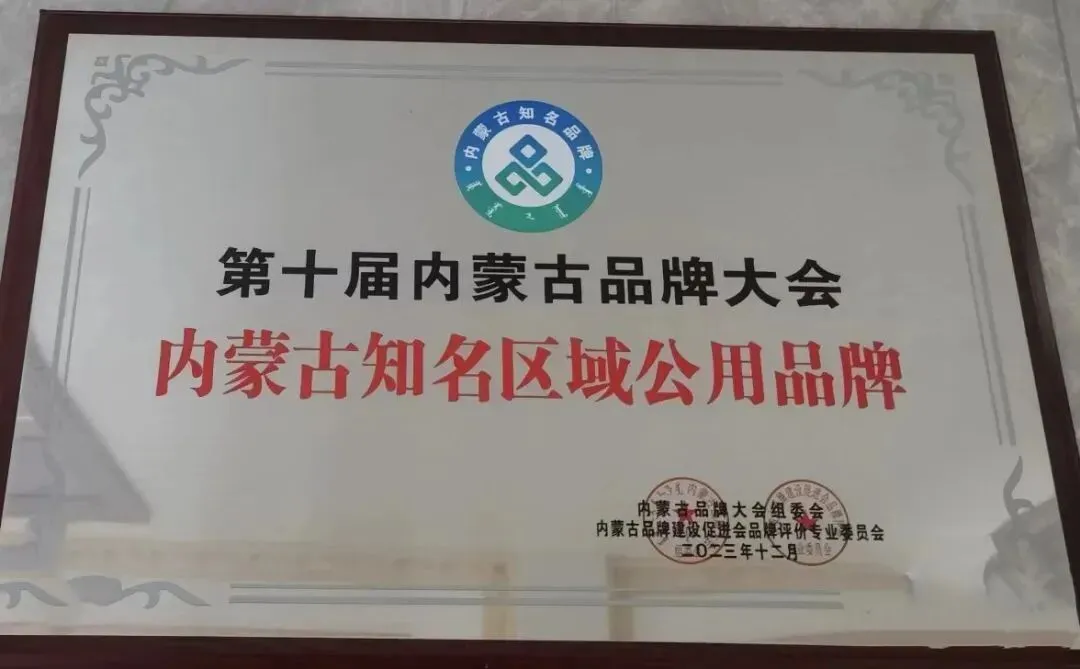 ·内蒙古知名品牌·
第十届内蒙古品牌大会
内蒙古知名区域公用品牌
内蒙古品牌大会组委会
内蒙古品牌建设促进会品牌评价专业委员会
二〇二三年十二月